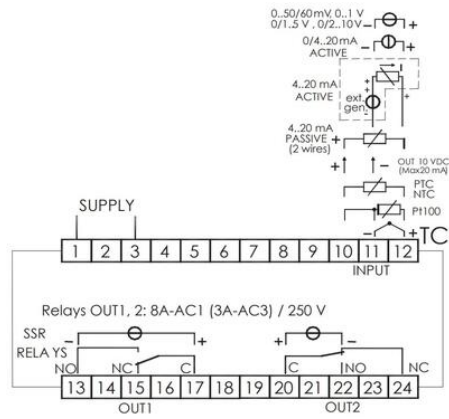 0..50/60 mV, 0..1 V
0/1.5 V , 0/2..10 V - +
0/4..20 mA - +
ACTIVE
4..20 mA
ACTIVE
ext.
gen.
+ +
4..20 mA
PASSIVE +
(2 wires)
+ - OUT 10 VDC
(Max20 mA)
PTC
NTC
Pt100
SUPPLY
- + TC
1 2 3 4 5 6 7 8 9 10 11 12
INPUT
Relays OUT1, 2: 8A-AC1 (3A-AC3) / 250 V
SSR - + + -
RELAYS
NO NC C C NO NC
13 14 15 16 17 18 19 20 21 22 23 24
OUT1 OUT2